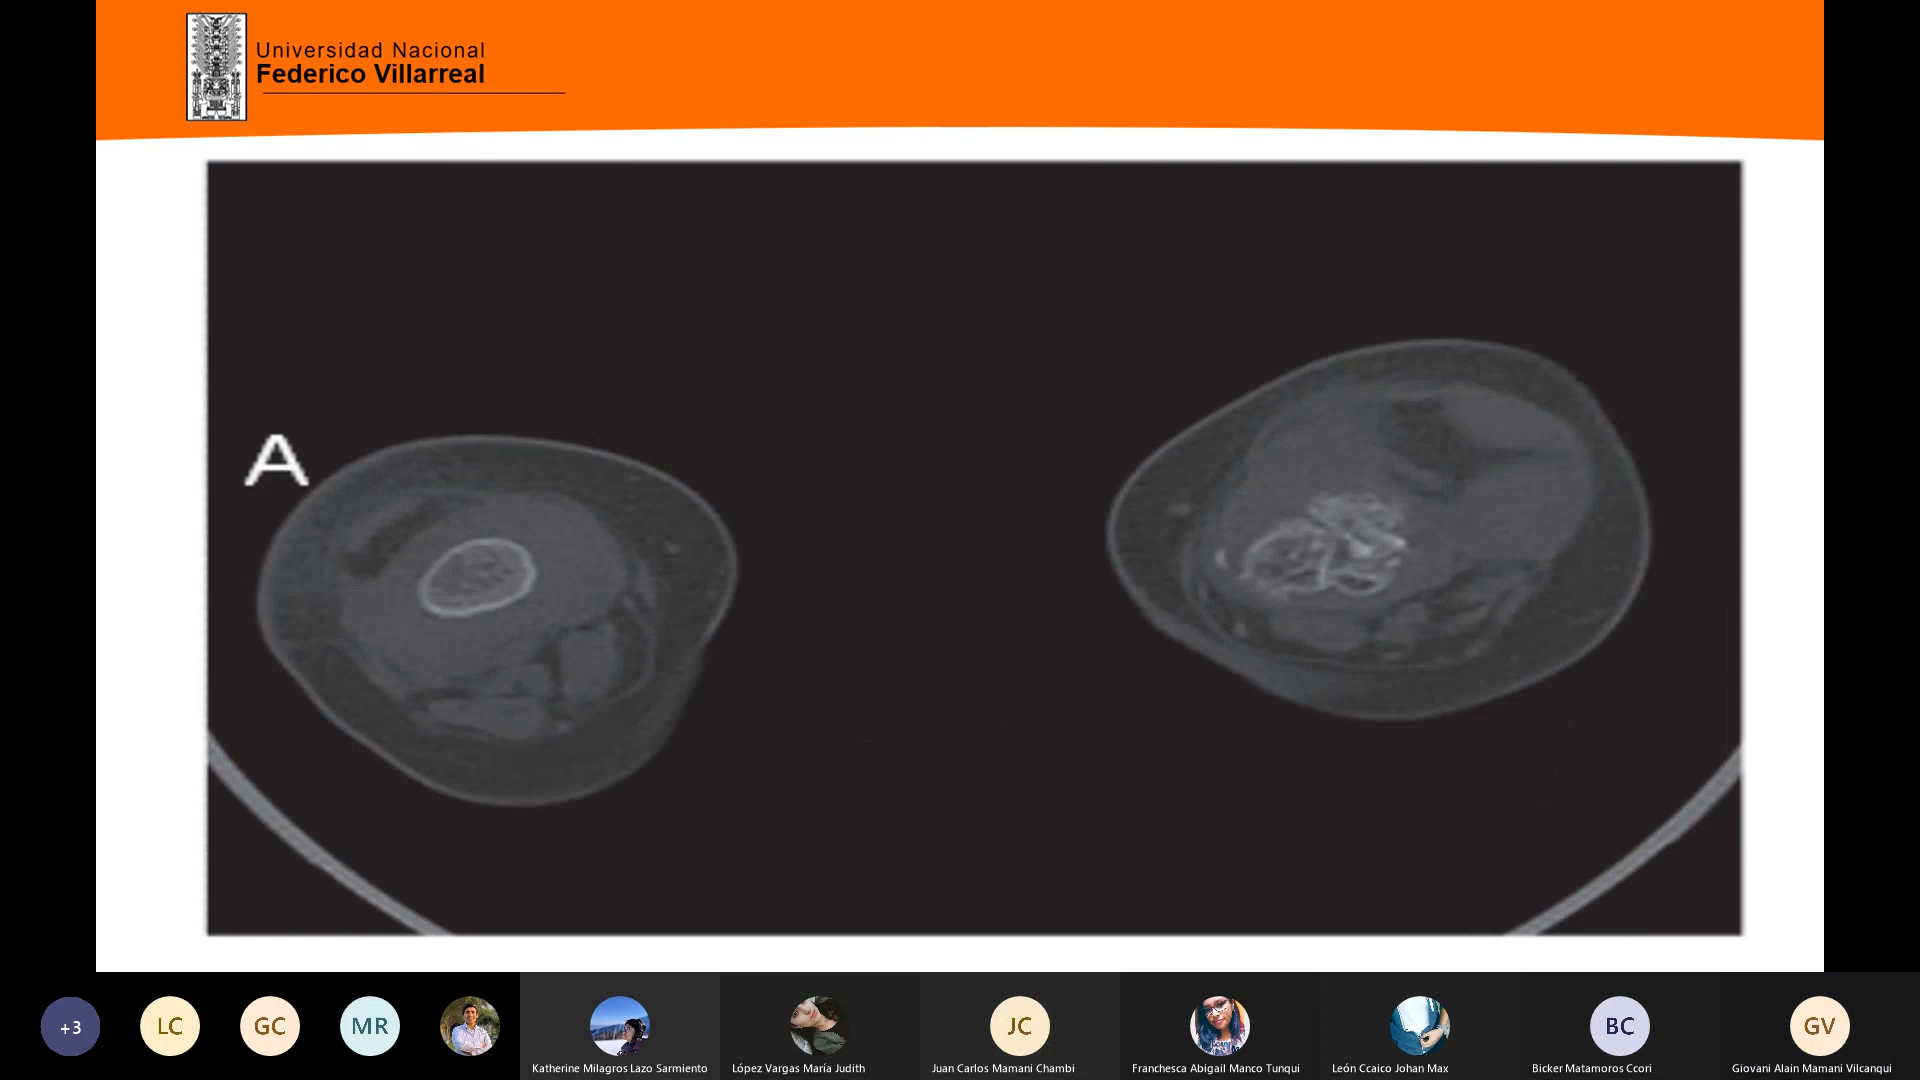 Universidad Nacional
Federico Villarreal
A
+3
LC
GC
MR
JC
BC
GV
Katherine Milagros Lazo Sarmiento
López Vargas María Judith
Juan Carlos Mamani Chambi
Franchesca Abigail Manco Tunqui
León Ccaico Johan Max
Bicker Matamoros Ccori
Giovani Alain Mamani Vilcanqui